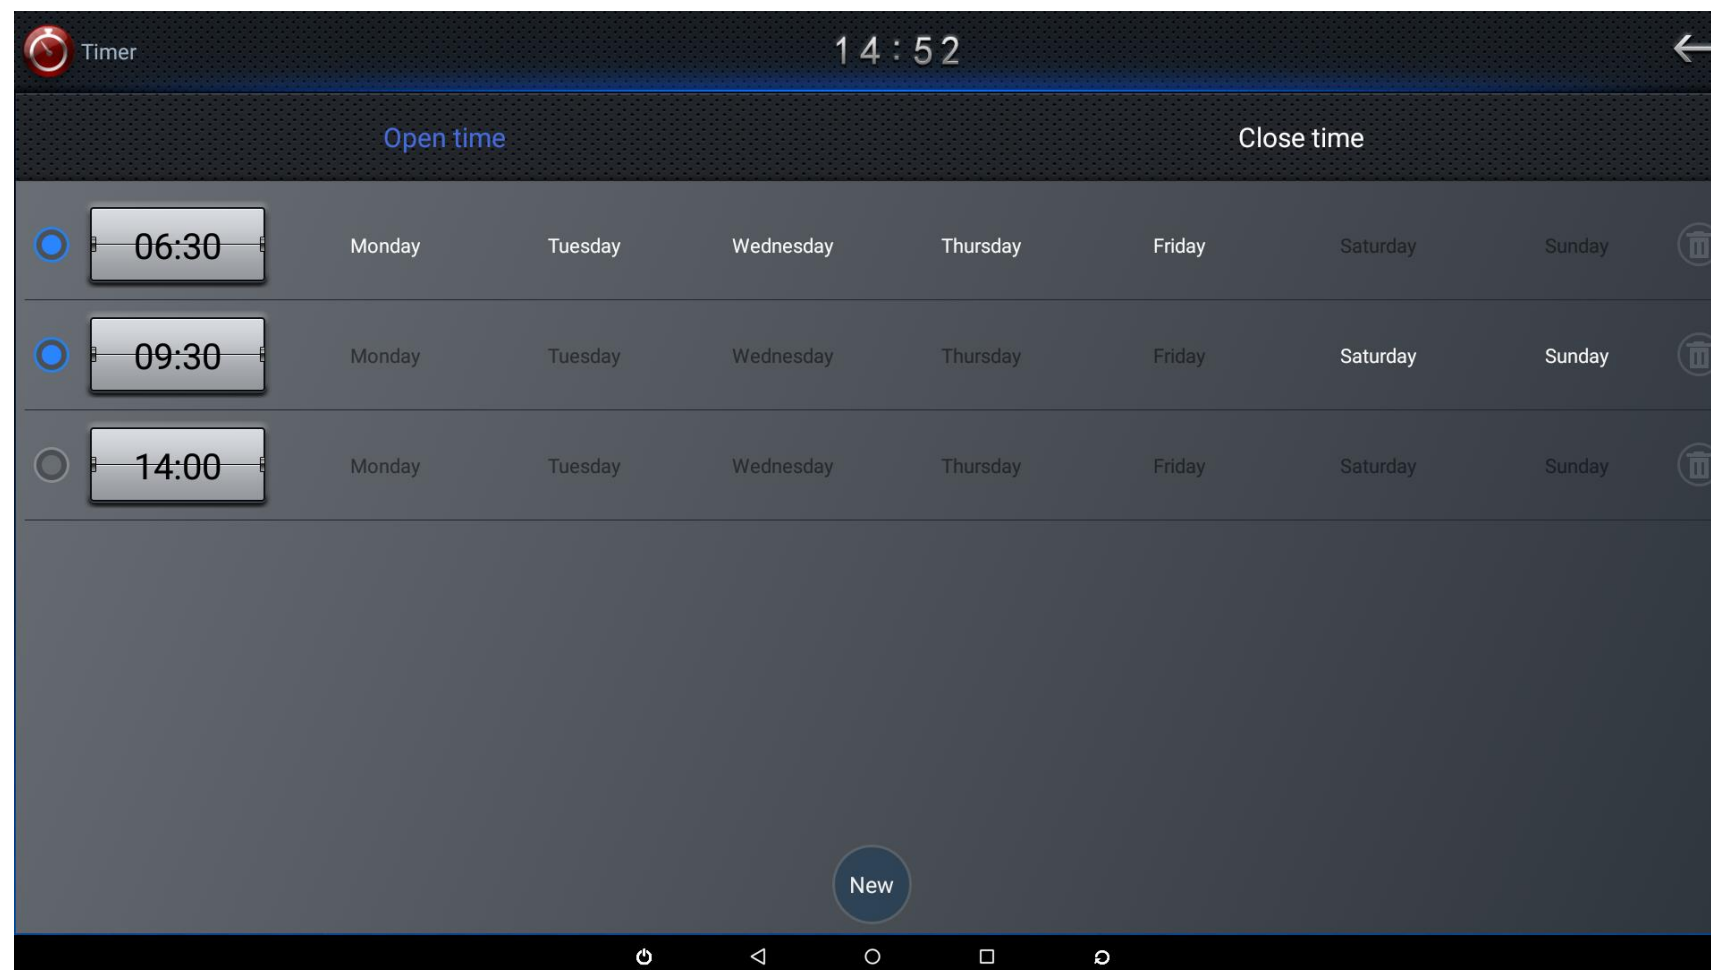 Timer 14:52
Open time Close time
06:30 Monday Tuesday Wednesday Thursday Friday Saturday Sunday
09:30 Monday Tuesday Wednesday Thursday Friday Saturday Sunday
14:00 Monday Tuesday Wednesday Thursday Friday Saturday Sunday
New